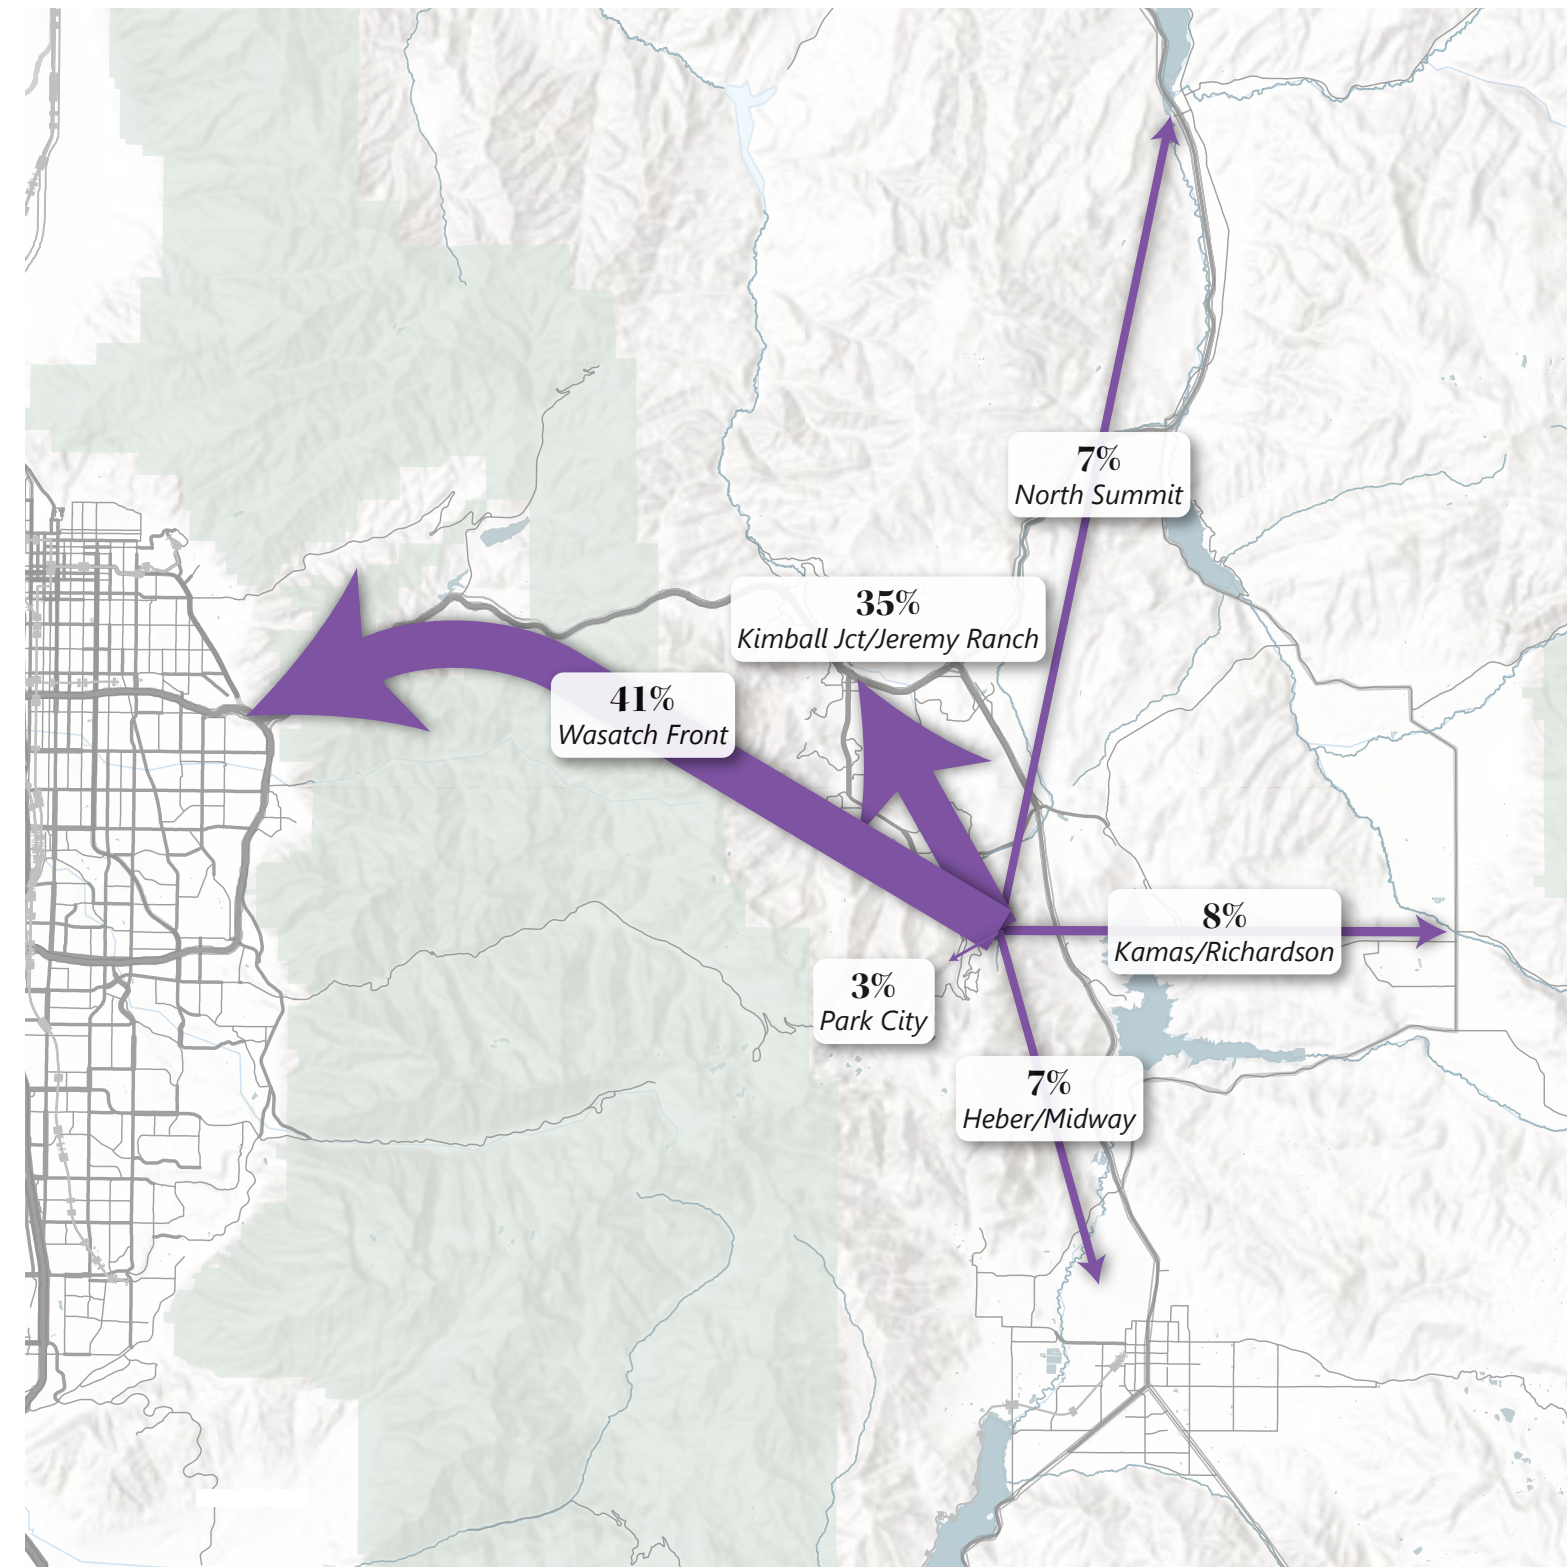 7%
North Summit
35%
Kimball Jct/Jeremy Ranch
41%
Wasatch Front
8%
Kamas/Richardson
3%
Park City
7%
Heber/Midway